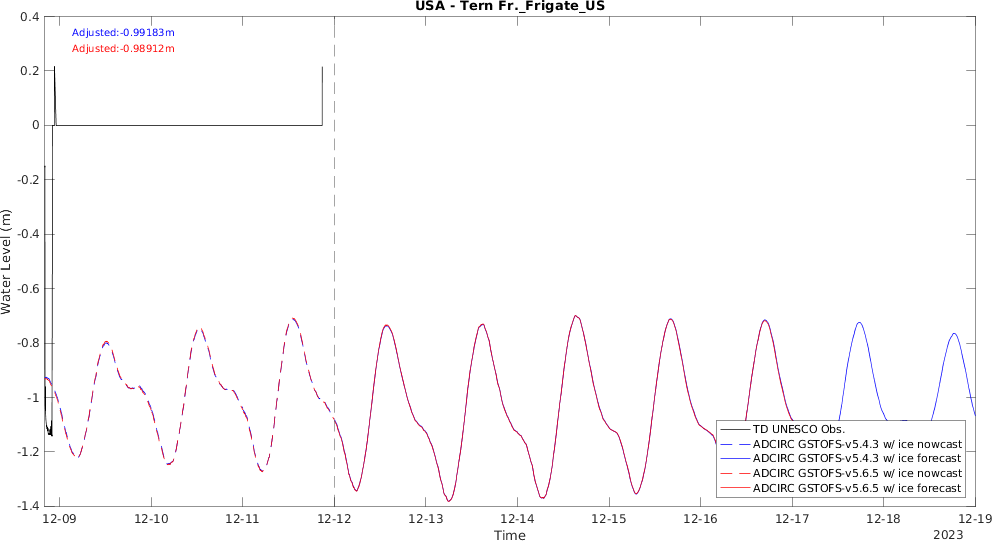 USA - Tern Fr._Frigate_US
Adjusted:-0.99183m
Adjusted:-0.98912m
Water Level (m)
0.4
0.2
0
-0.2
-0.4
-0.6
-0.8
-1
-1.2
-1.4
TD UNESCO Obs.
ADCIRC GSTOFS-v5.4.3 w/ ice nowcast
ADCIRC GSTOFS-v5.4.3 w/ ice forecast
ADCIRC GSTOFS-v5.6.5 w/ ice nowcast
ADCIRC GSTOFS-v5.6.5 w/ ice forecast
12-09 12-10 12-11 12-12 12-13 12-14 12-15 12-16 12-17 12-18 12-19
Time
2023